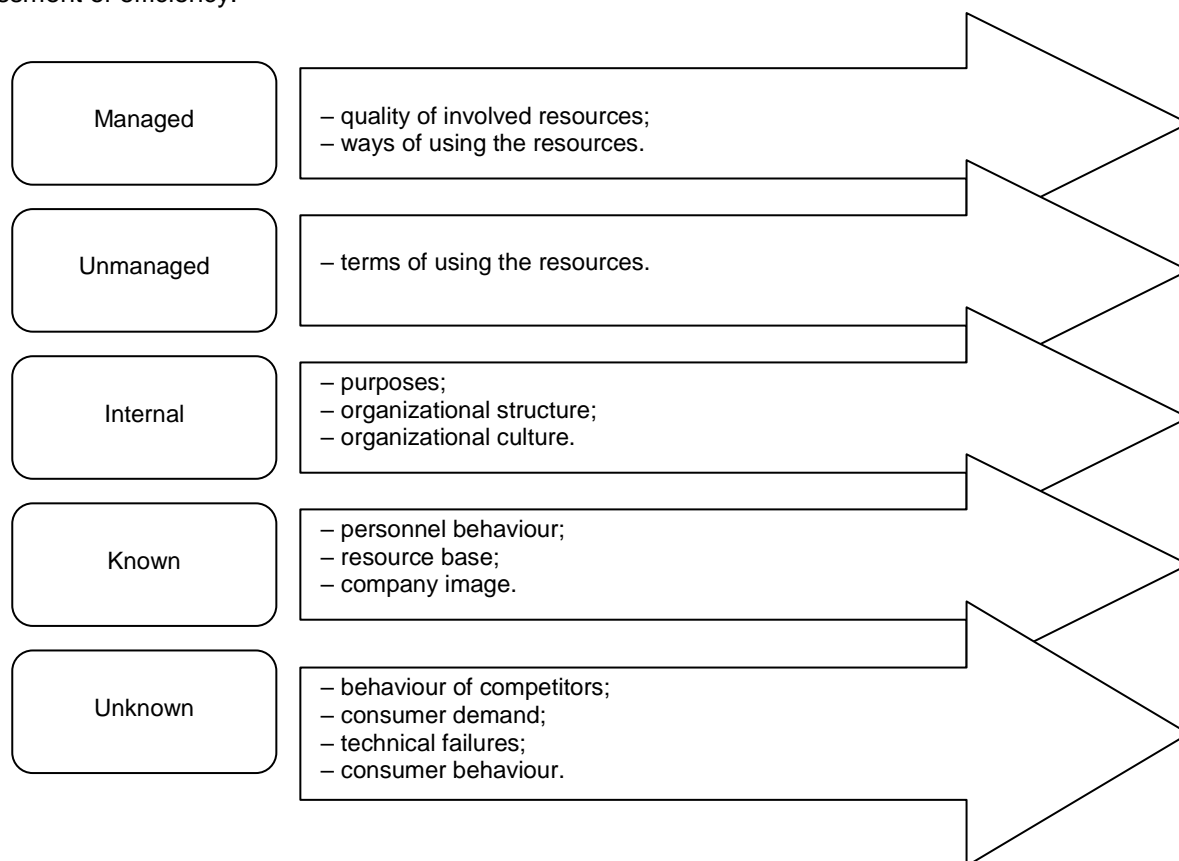 of efficiency.
Managed
– quality of involved resources;
– ways of using the resources.
Unmanaged
– terms of using the resources.
Internal
– purposes;
– organizational structure;
– organizational culture.
Known
– personnel behaviour;
– resource base;
– company image.
Unknown
– behaviour of competitors;
– consumer demand;
– technical failures;
– consumer behaviour.